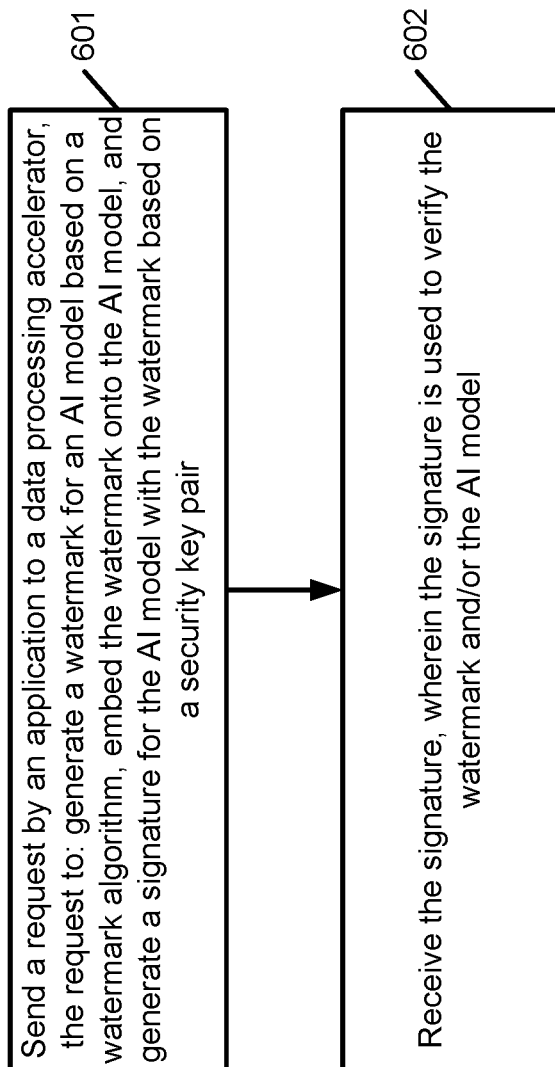 Send a request by an application to a data processing accelerator,
the request to: generate a watermark for an AI model based on a
watermark algorithm, embed the watermark onto the AI model, and
generate a signature for the AI model with the watermark based on
a security key pair
601
Receive the signature, wherein the signature is used to verify the
watermark and/or the AI model
602